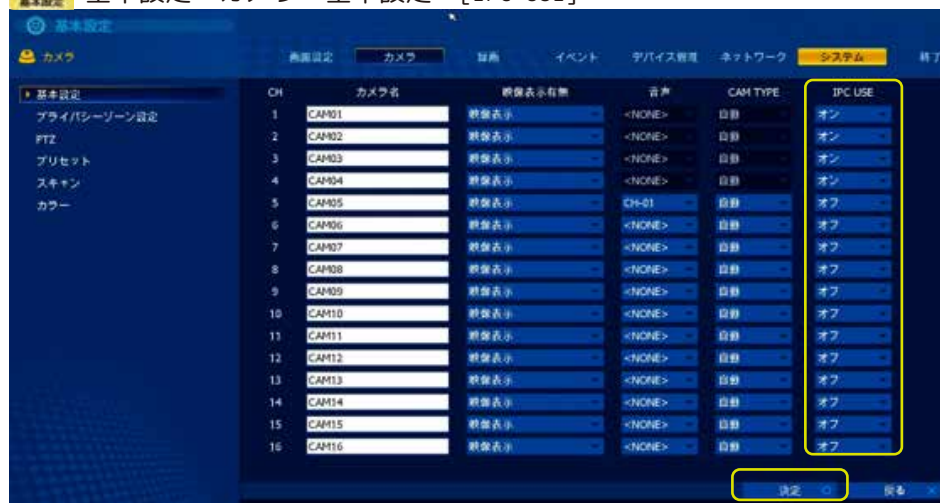 基本設定
カメラ 画面設定 カメラ 録画 イベント デバイス管理 ネットワーク システム 終了
基本設定
プライバシーゾーン設定
PTZ
プリセット
スキャン
カラー
CH カメラ名 映像表示有無 音声 CAM TYPE IPC USE
1 CAM01 映像表示 <NONE> 自動 オン
2 CAM02 映像表示 <NONE> 自動 オン
3 CAM03 映像表示 <NONE> 自動 オン
4 CAM04 映像表示 <NONE> 自動 オン
5 CAM05 映像表示 CH-01 自動 オフ
6 CAM06 映像表示 <NONE> 自動 オフ
7 CAM07 映像表示 <NONE> 自動 オフ
8 CAM08 映像表示 <NONE> 自動 オフ
9 CAM09 映像表示 <NONE> 自動 オフ
10 CAM10 映像表示 <NONE> 自動 オフ
11 CAM11 映像表示 <NONE> 自動 オフ
12 CAM12 映像表示 <NONE> 自動 オフ
13 CAM13 映像表示 <NONE> 自動 オフ
14 CAM14 映像表示 <NONE> 自動 オフ
15 CAM15 映像表示 <NONE> 自動 オフ
16 CAM16 映像表示 <NONE> 自動 オフ
決定 戻る